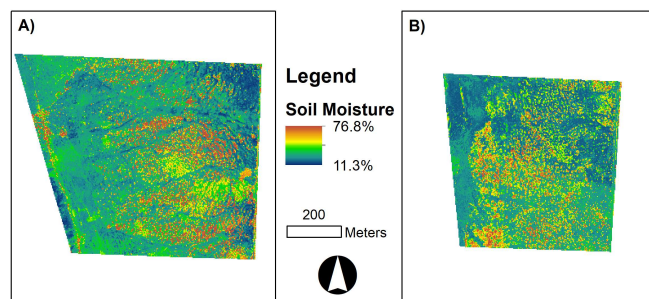 A)
B)
Legend
Soil Moisture
76.8%
11.3%
200
Meters